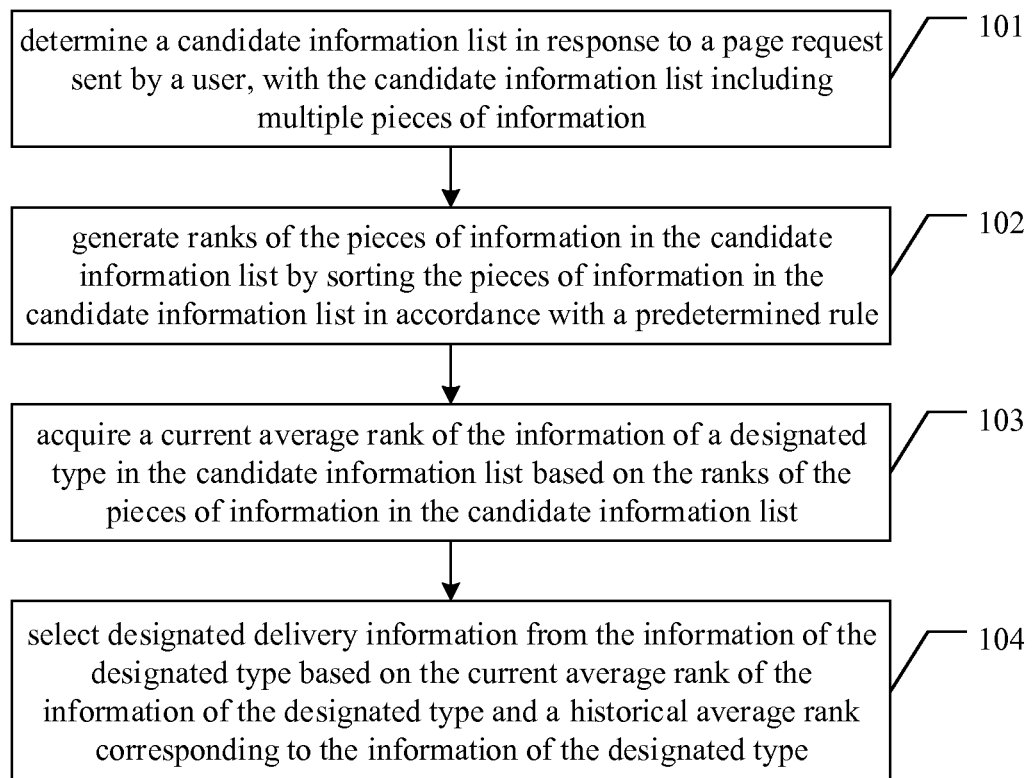 determine a candidate information list in response to a page request
sent by a user, with the candidate information list including
multiple pieces of information
101
generate ranks of the pieces of information in the candidate
information list by sorting the pieces of information in the
candidate information list in accordance with a predetermined rule
102
acquire a current average rank of the information of a designated
type in the candidate information list based on the ranks of the
pieces of information in the candidate information list
103
select designated delivery information from the information of the
designated type based on the current average rank of the
information of the designated type and a historical average rank
corresponding to the information of the designated type
104